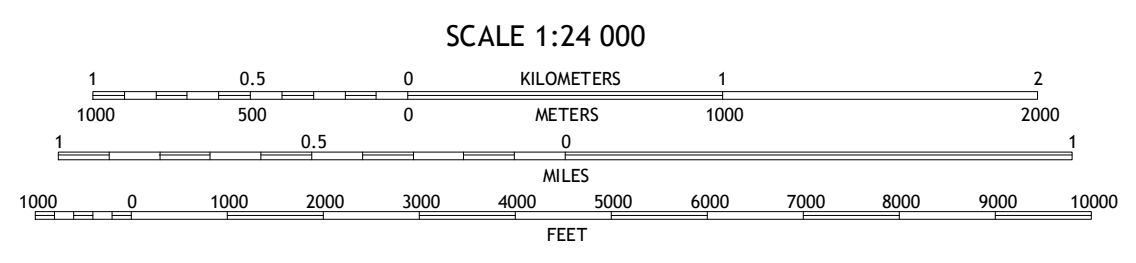 SCALE 1:24 000
1 0.5 0 KILOMETERS 1 2
1000 500 0 METERS 1000 2000
1 0.5 0 1
MILES
1000 0 1000 2000 3000 4000 5000 6000 7000 8000 9000 10000
FEET